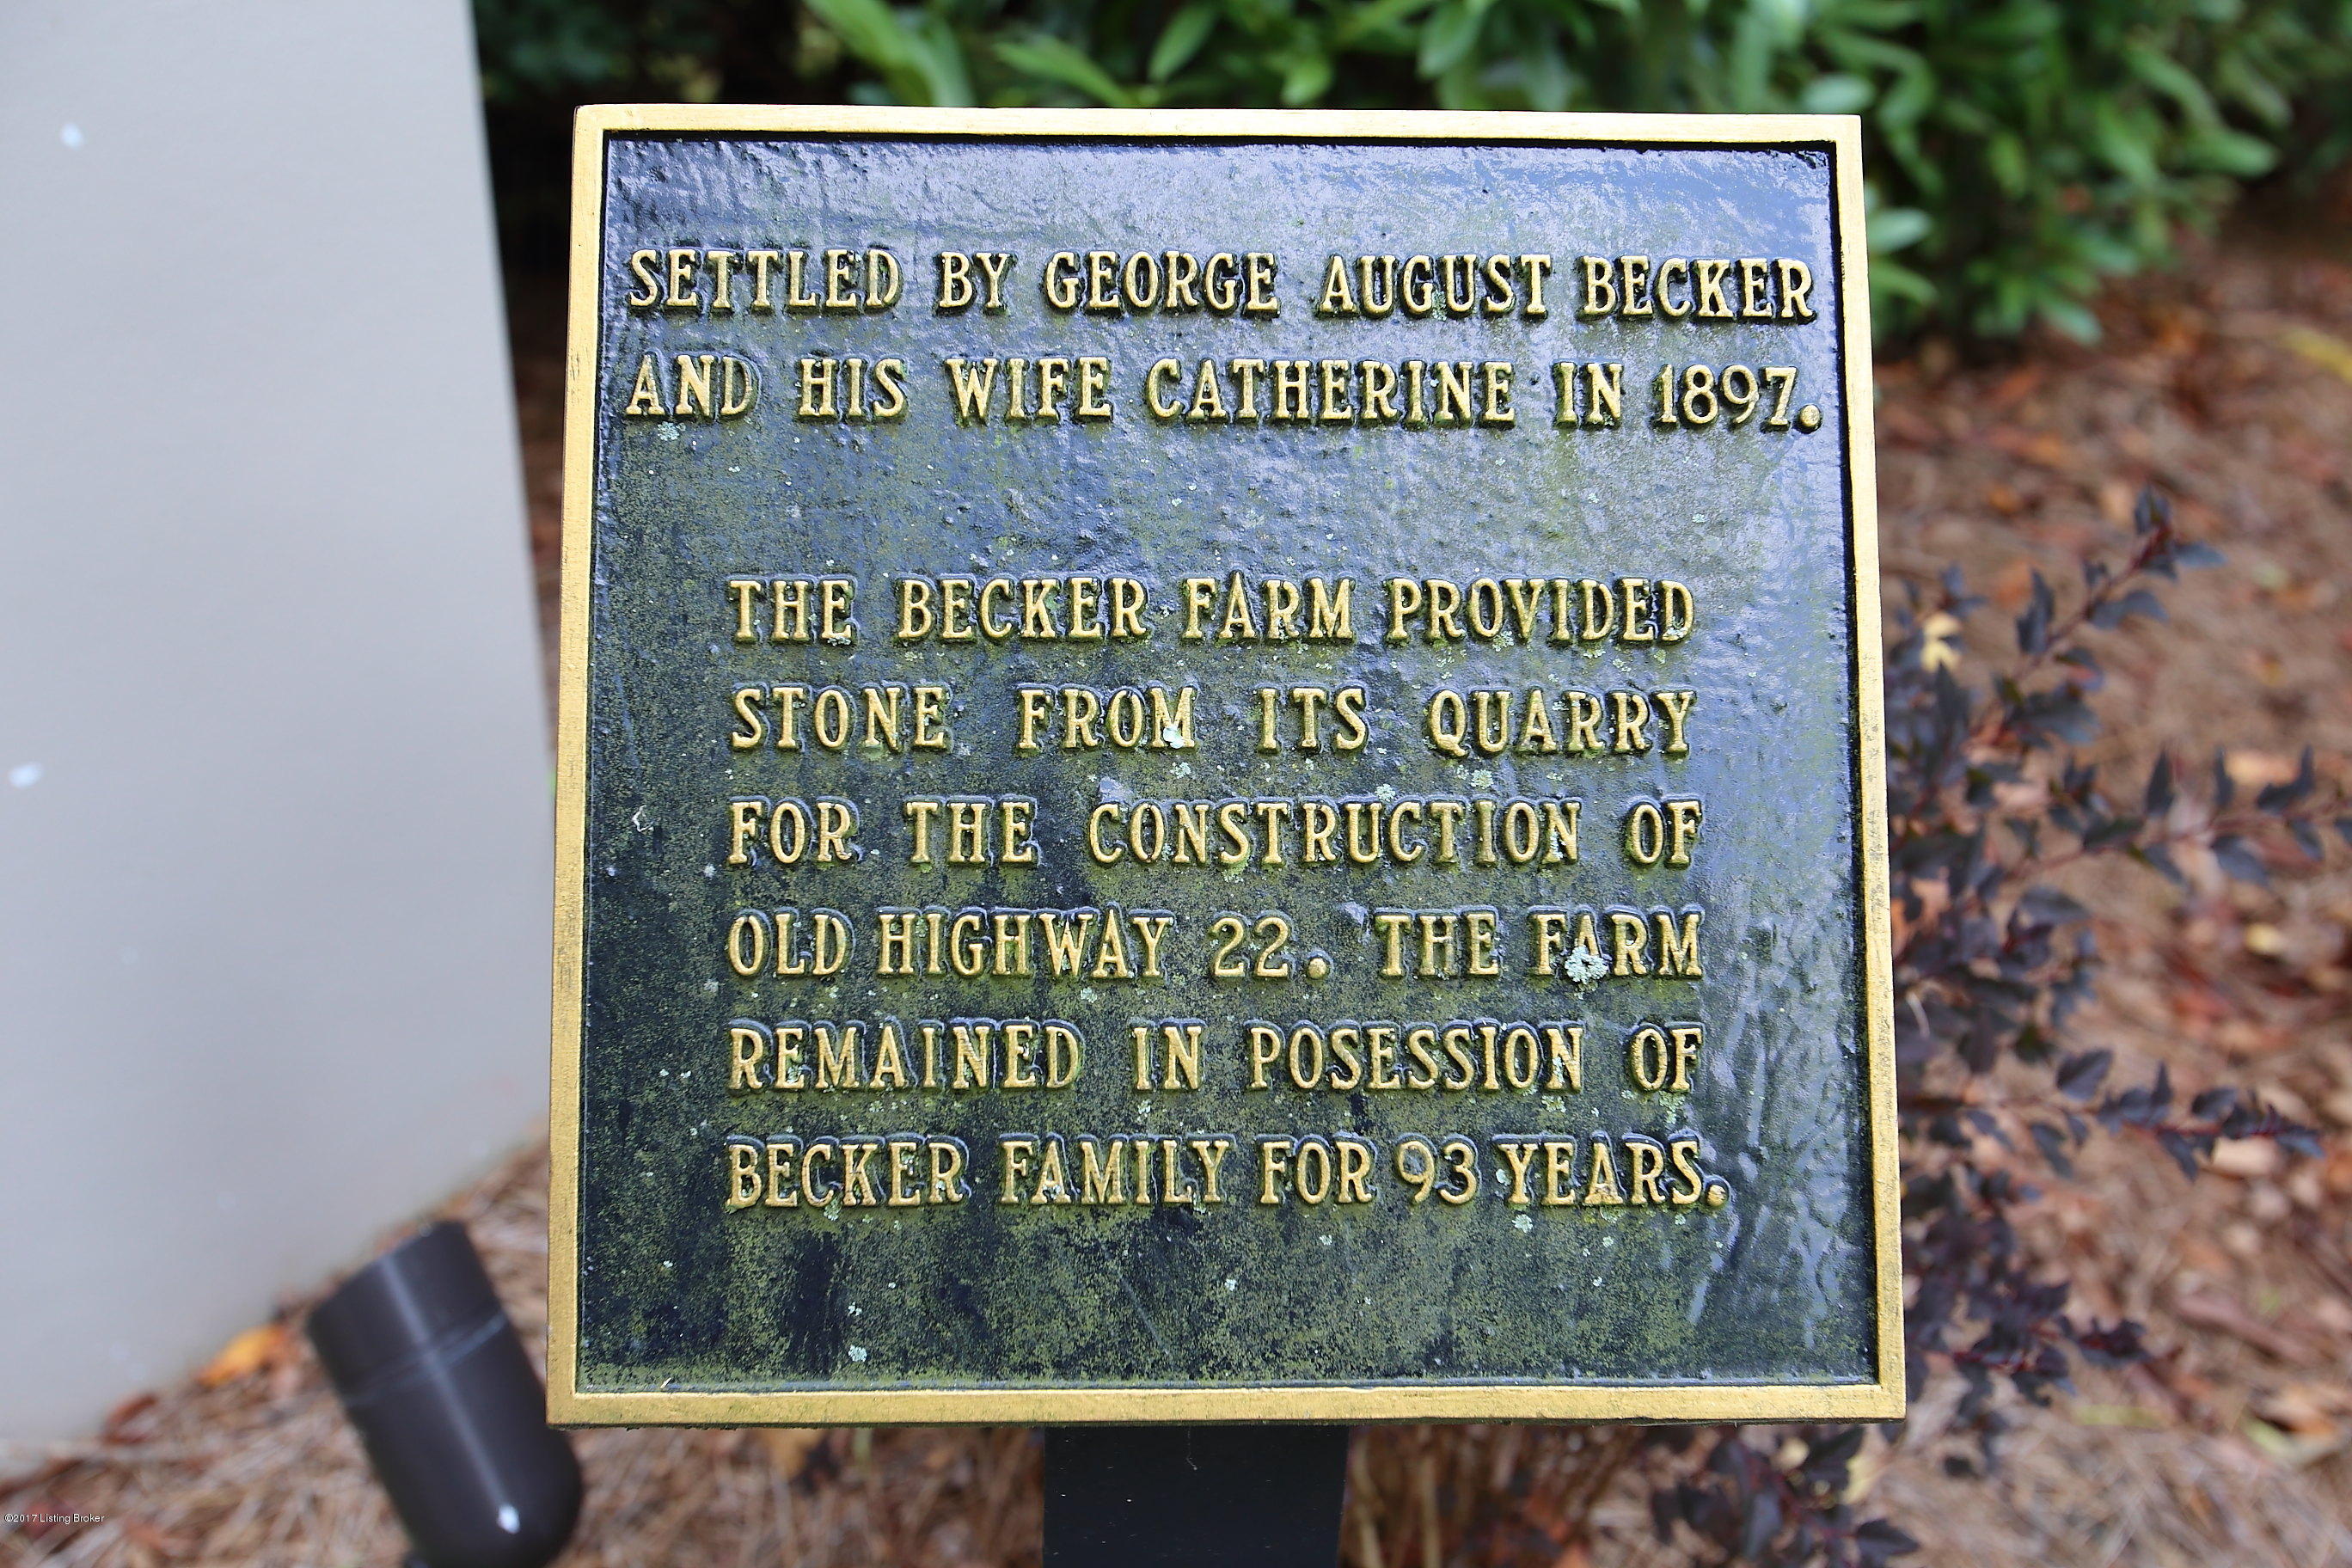 SETTLED BY GEORGE AUGUST BECKER
AND HIS WIFE CATHERINE IN 1897.
THE BECKER FARM PROVIDED
STONE FROM ITS QUARRY
FOR THE CONSTRUCTION OF
OLD HIGHWAY 22. THE FARM
REMAINED IN POSESSION OF
BECKER FAMILY FOR 93 YEARS.
©2017 Listing Broker